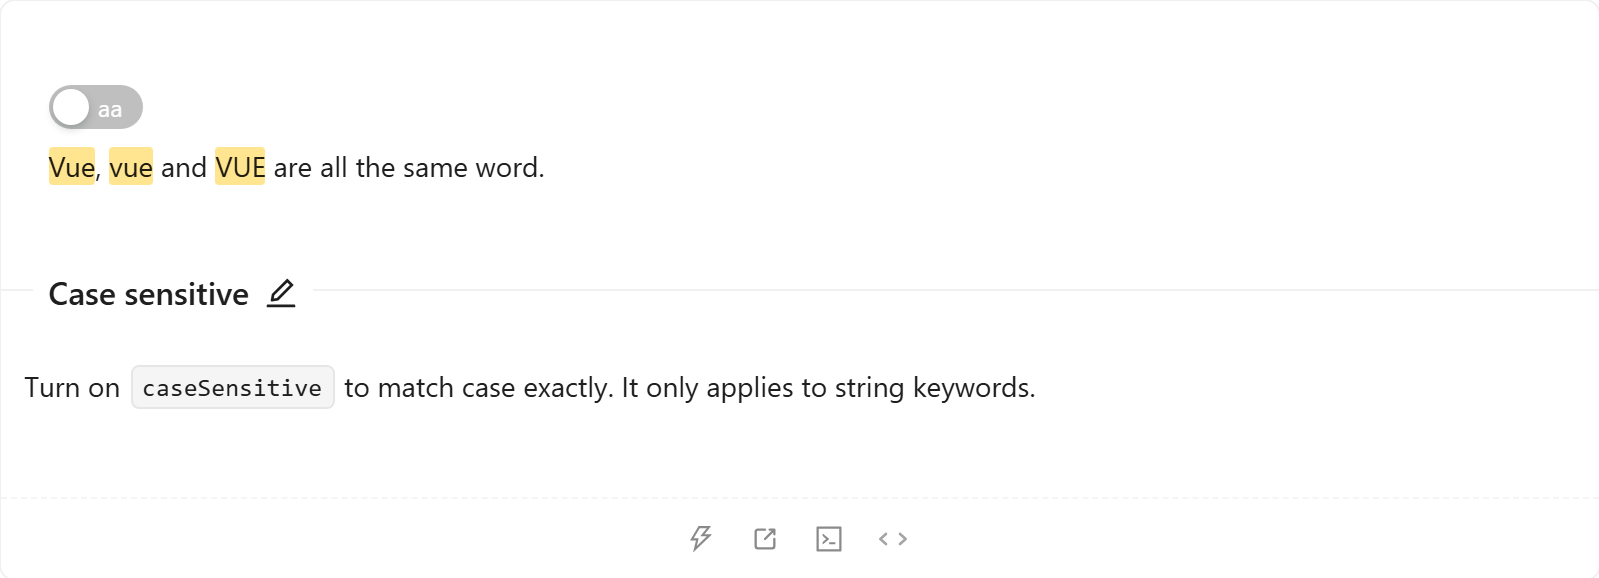 aa
Vue, vue and VUE are all the same word.
Case sensitive
Turn on caseSensitive to match case exactly. It only applies to string keywords.